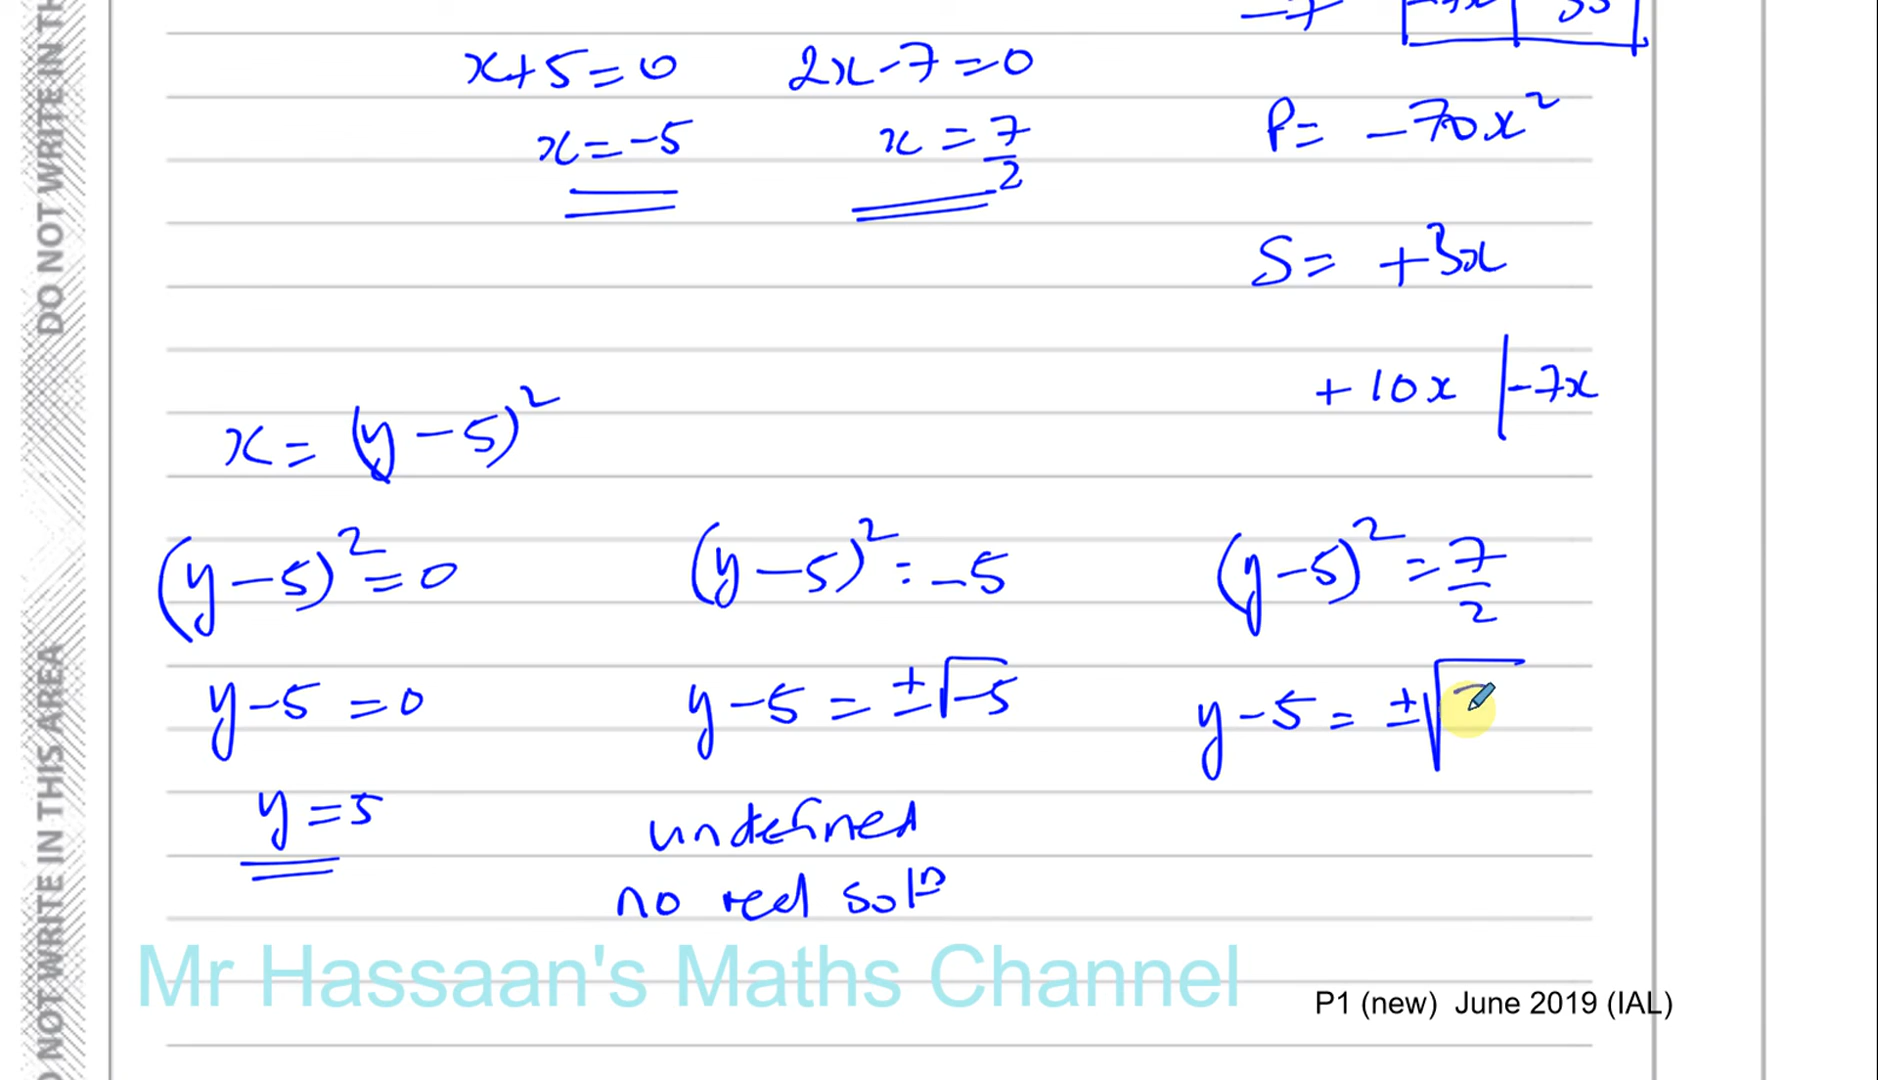 x+5=0 2x-7=0
x=-5 x=7/2
P= -70x²
S= +3x
+10x | -7x
x=(y-5)²
(y-5)²=0 (y-5)²=-5 (y-5)²=7/2
y-5=0 y-5=±√-5 y-5=±√
y=5 undefined
no real solⁿ
Mr Hassaan's Maths Channel
P1 (new) June 2019 (IAL)
DO NOT WRITE IN TH
NOT WRITE IN THIS AREA